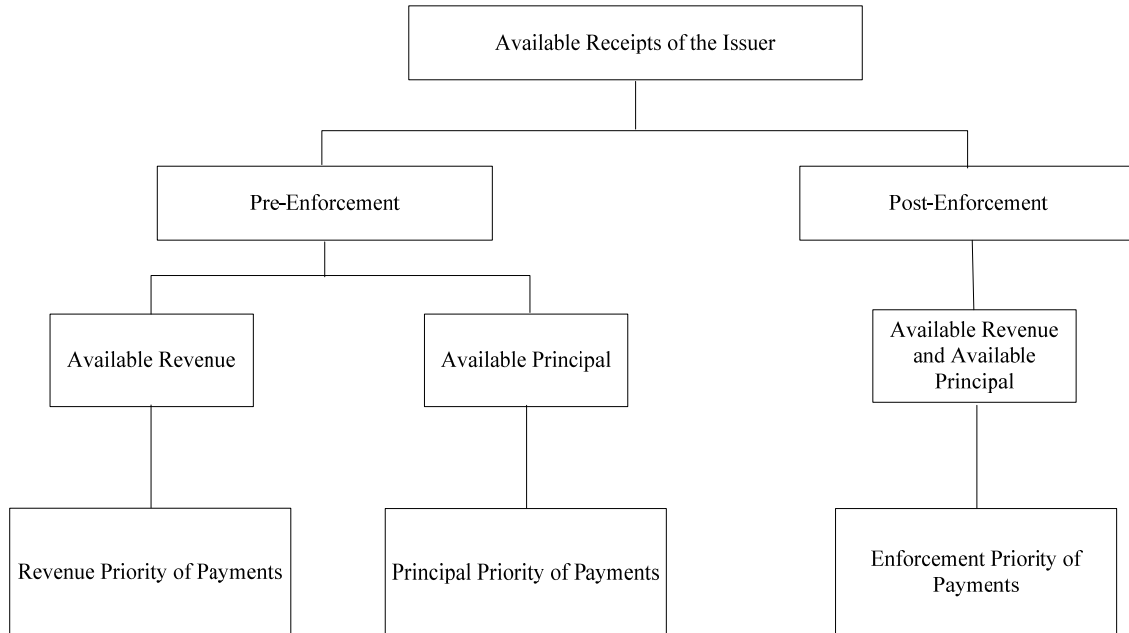 Available Receipts of the Issuer
Pre-Enforcement
Post-Enforcement
Available Revenue
Available Principal
Available Revenue
and Available
Principal
Revenue Priority of Payments
Principal Priority of Payments
Enforcement Priority of
Payments